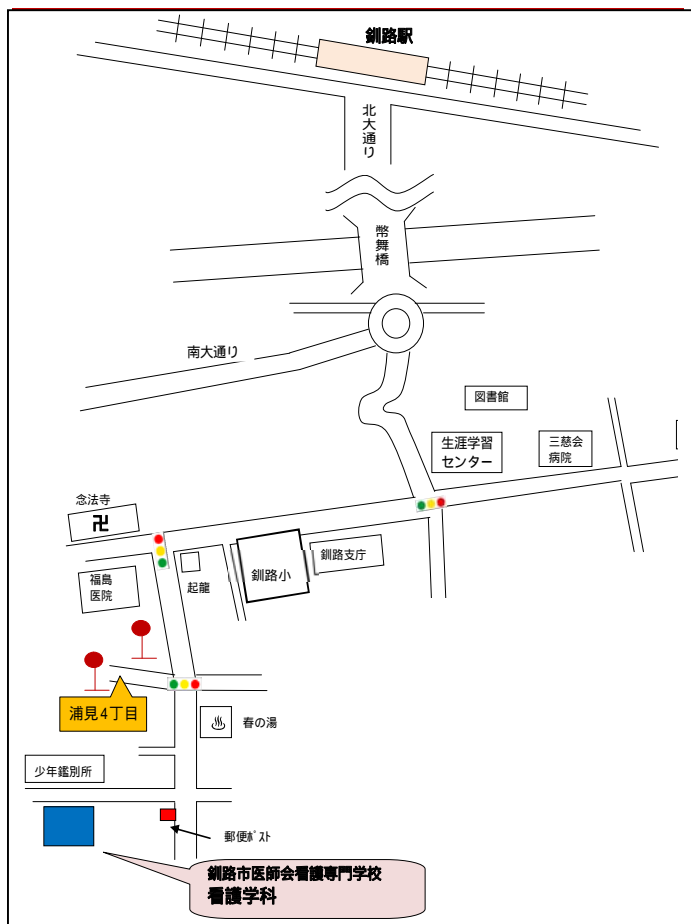 釧路駅
北大通り
幣舞橋
南大通り
図書館
生涯学習
センター
三慈会
病院
念法寺
卍
福島
医院
起龍
釧路小
釧路支庁
浦見4丁目
♨
春の湯
少年鑑別所
郵便ﾎﾟｽﾄ
釧路市医師会看護専門学校
看護学科